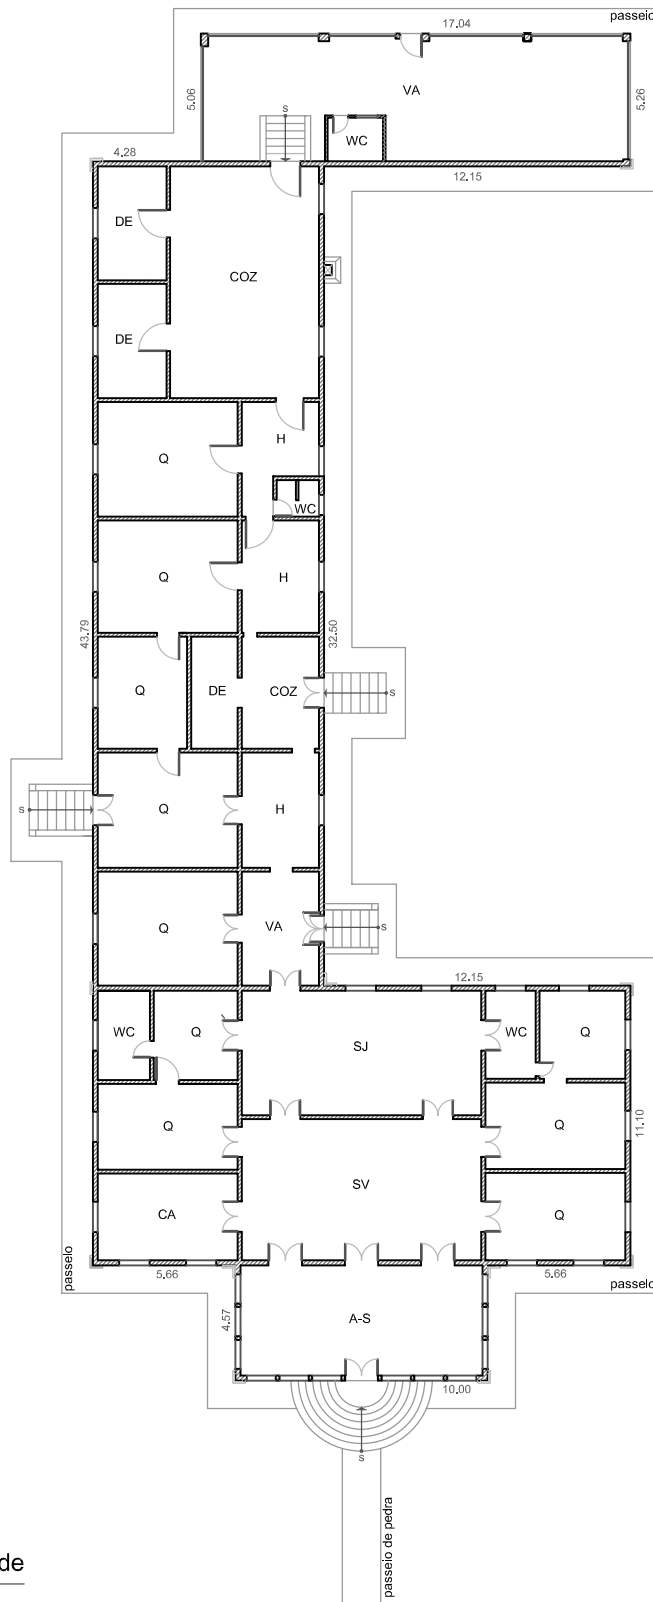 passeio
17.04
5.06
VA
5.26
S
WC
4.28
12.15
DE
COZ
DE
Q
H
WC
Q
H
43.79
32.50
Q
DE
COZ
S
S
Q
H
Q
VA
S
12.15
WC
Q
SJ
WC
Q
Q
Q
11.10
SV
CA
Q
passeio
5.66
5.66
passeio
4.57
A-S
10.00
S
passeio de pedra
de